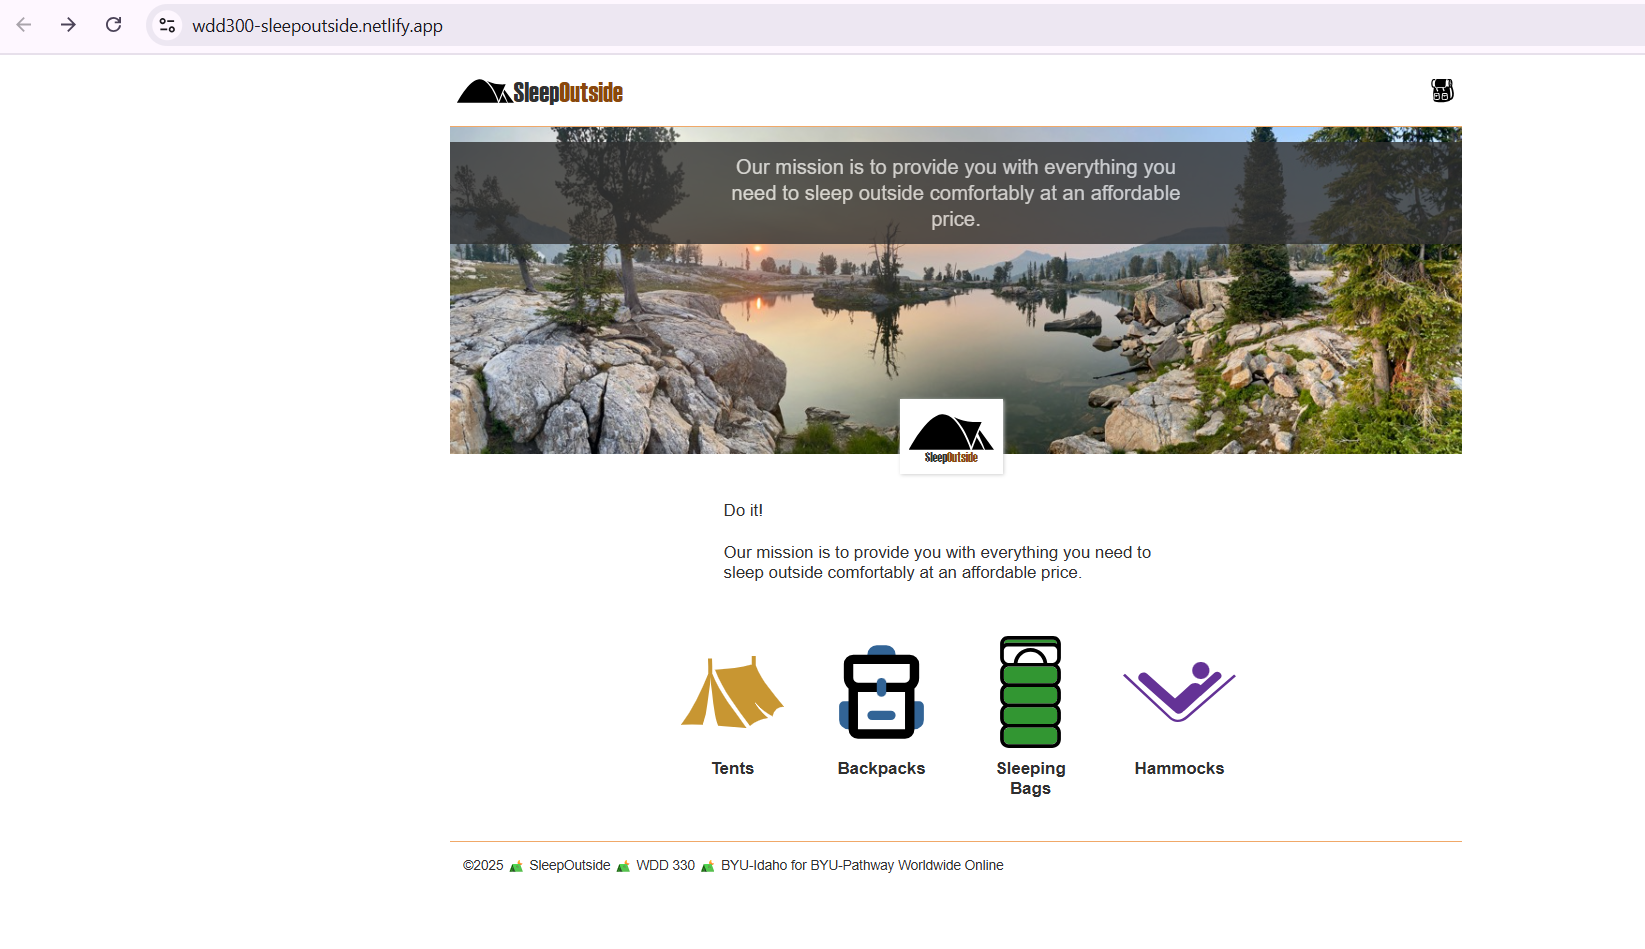 wdd300-sleepoutside.netlify.app
SleepOutside
Our mission is to provide you with everything you
need to sleep outside comfortably at an affordable
price.
SleepOutside
Do it!
Our mission is to provide you with everything you need to
sleep outside comfortably at an affordable price.
Tents
Backpacks
Sleeping
Bags
Hammocks
©2025 SleepOutside WDD 330 BYU-Idaho for BYU-Pathway Worldwide Online